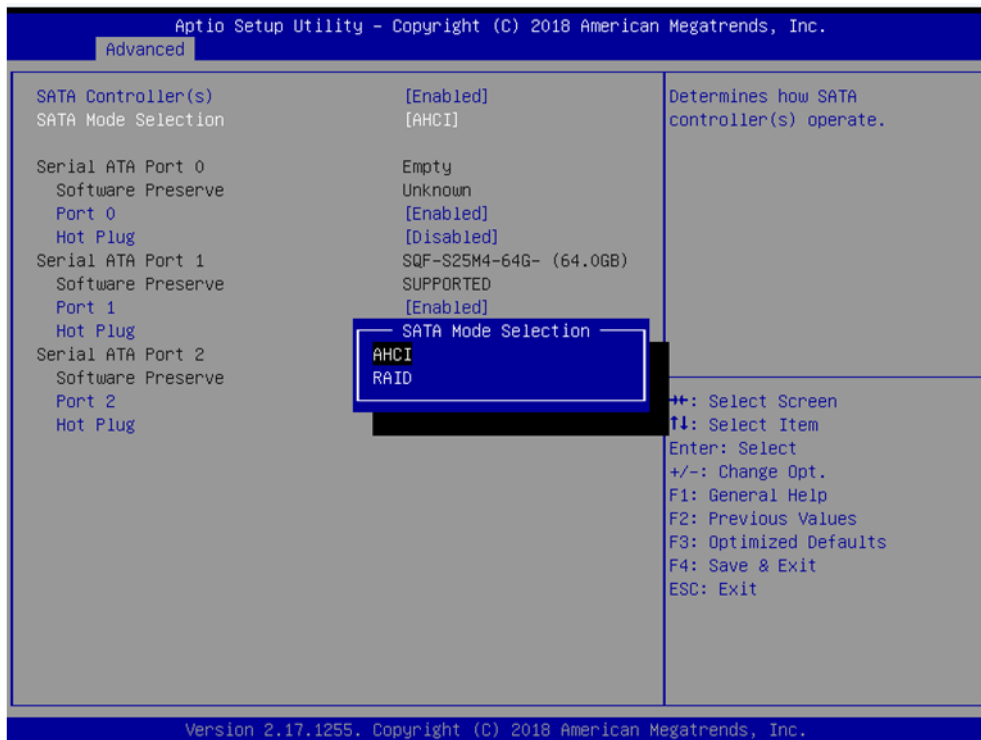 Aptio Setup Utility – Copyright (C) 2018 American Megatrends, Inc.
Advanced
SATA Controller(s) [Enabled]
SATA Mode Selection [AHCI]
Serial ATA Port 0 Empty
Software Preserve Unknown
Port 0 [Enabled]
Hot Plug [Disabled]
Serial ATA Port 1 SQF-S25M4-64G- (64.0GB)
Software Preserve SUPPORTED
Port 1 [Enabled]
Hot Plug
Serial ATA Port 2
Software Preserve
Port 2
Hot Plug
SATA Mode Selection
AHCI
RAID
Determines how SATA
controller(s) operate.
→←: Select Screen
↑↓: Select Item
Enter: Select
+/-: Change Opt.
F1: General Help
F2: Previous Values
F3: Optimized Defaults
F4: Save & Exit
ESC: Exit
Version 2.17.1255. Copyright (C) 2018 American Megatrends, Inc.